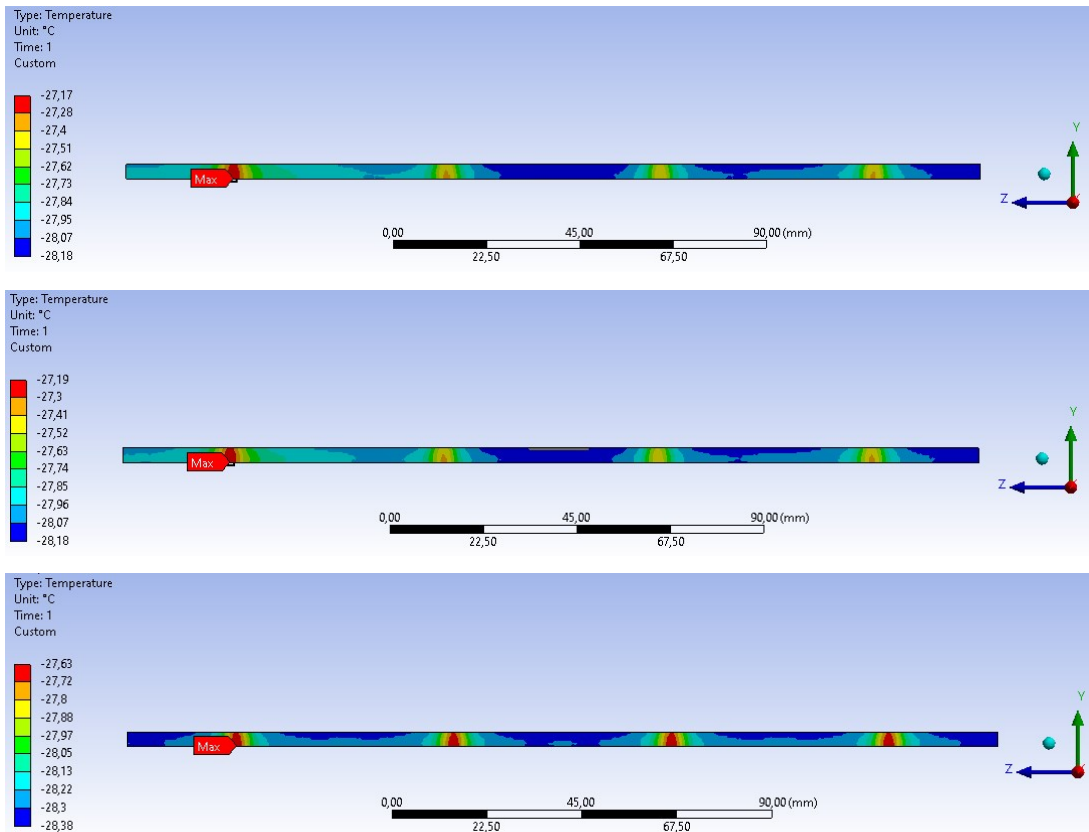 Type: Temperature
Unit: °C
Time: 1
Custom
-27,17
-27,28
-27,4
-27,51
-27,62
-27,73
-27,84
-27,95
-28,07
-28,18
Max
0,00 45,00 90,00 (mm)
22,50 67,50
Y
Z
Type: Temperature
Unit: °C
Time: 1
Custom
-27,19
-27,3
-27,41
-27,52
-27,63
-27,74
-27,85
-27,96
-28,07
-28,18
Max
0,00 45,00 90,00 (mm)
22,50 67,50
Y
Z
Type: Temperature
Unit: °C
Time: 1
Custom
-27,63
-27,72
-27,8
-27,88
-27,97
-28,05
-28,13
-28,22
-28,3
-28,38
Max
0,00 45,00 90,00 (mm)
22,50 67,50
Y
Z